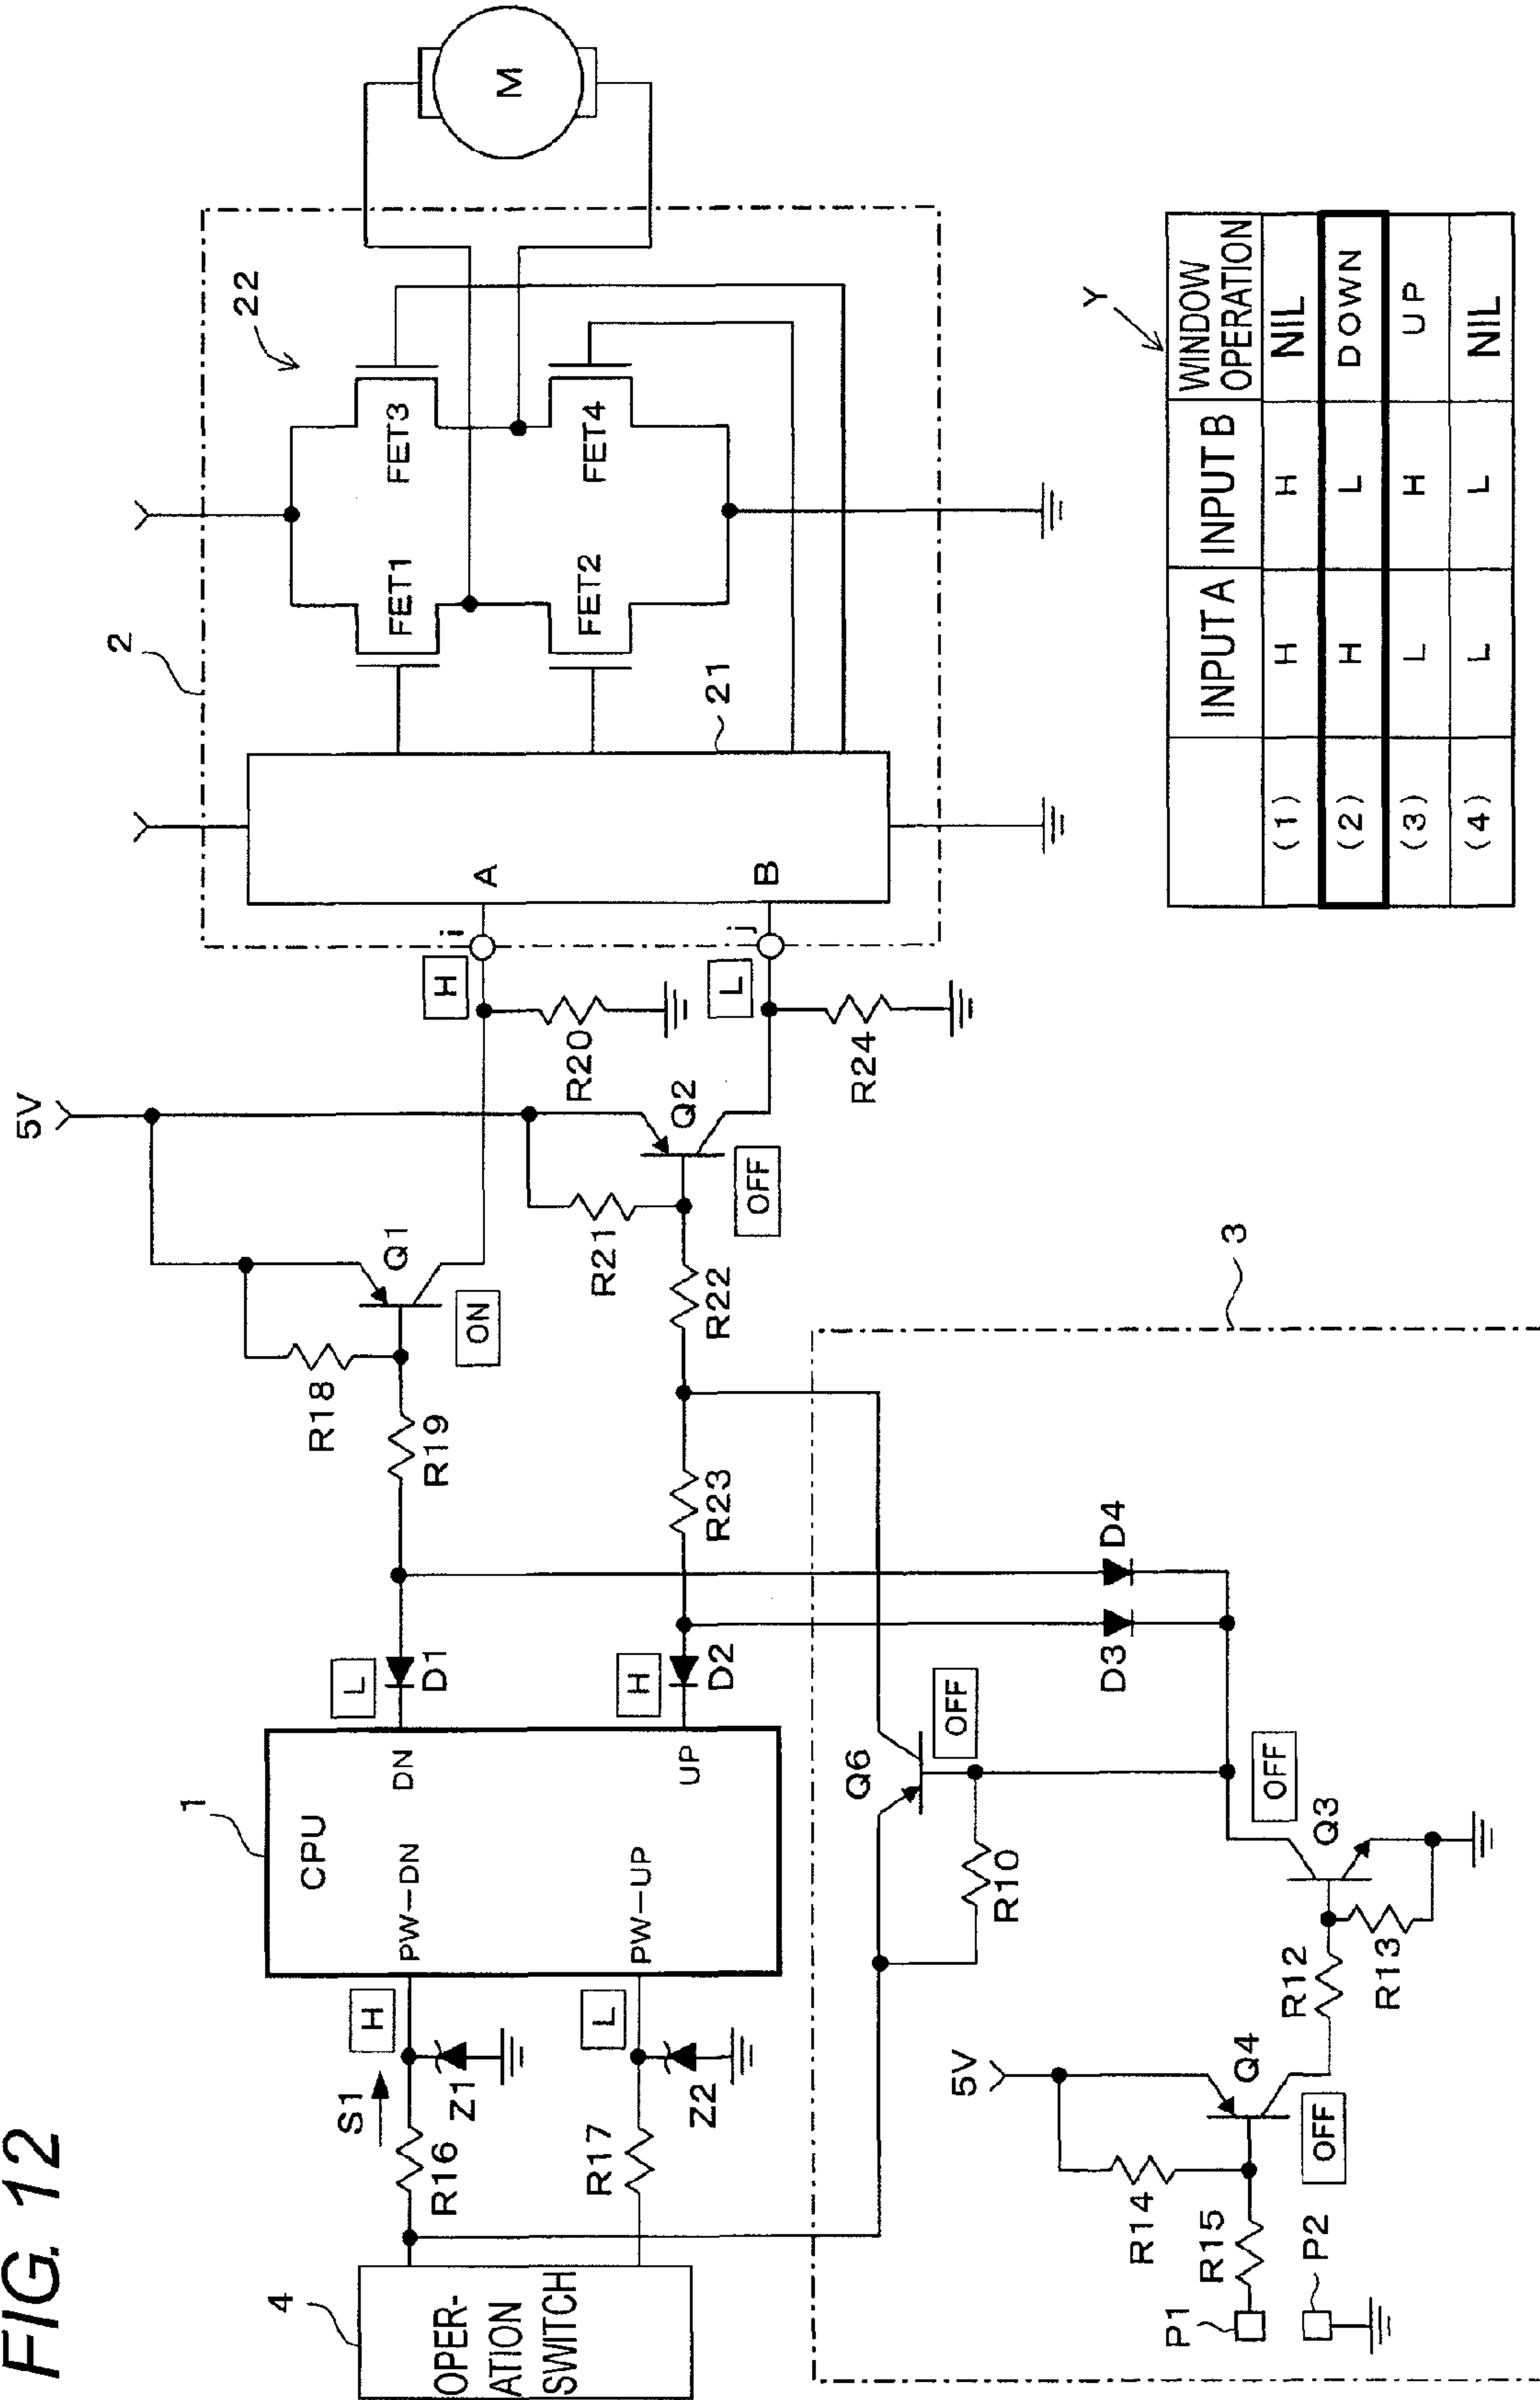 FIG. 12
4
OPER-
ATION
SWITCH
R16
R17
S1
H
L
Z1
Z2
1
CPU
PW-DN
PW-UP
DN
UP
L
H
D1
D2
R18
R19
Q1
ON
5V
R23
R22
R21
Q2
OFF
R20
R24
H
L
i
j
2
A
B
21
22
FET1
FET2
FET3
FET4
M
3
Q6
OFF
R10
D3
D4
OFF
Q3
R12
R13
5V
Q4
OFF
R14
R15
P1
P2
Y
INPUT A INPUT B WINDOW OPERATION
(1) H H NIL
(2) H L DOWN
(3) L H UP
(4) L L NIL